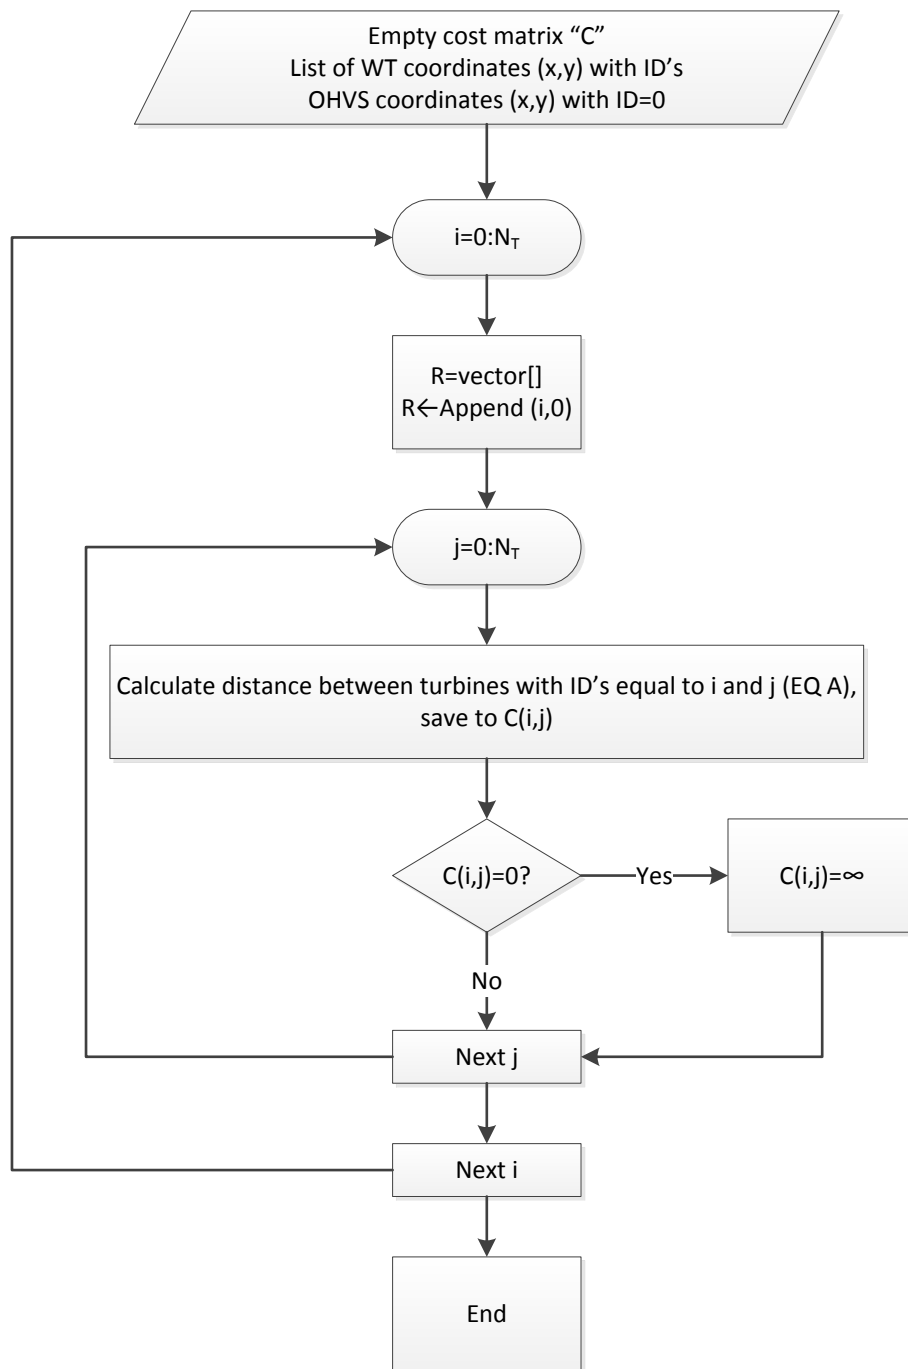 Empty cost matrix “C”
List of WT coordinates (x,y) with ID’s
OHVS coordinates (x,y) with ID=0
i=0:N_T
R=vector[]
R←Append (i,0)
j=0:N_T
Calculate distance between turbines with ID’s equal to i and j (EQ A),
save to C(i,j)
C(i,j)=0?
Yes
C(i,j)=∞
No
Next j
Next i
End